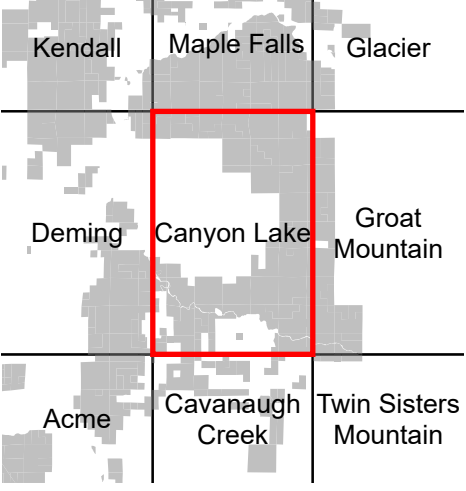 Kendall
Maple Falls
Glacier
Deming
Canyon Lake
Groat
Mountain
Acme
Cavanaugh
Creek
Twin Sisters
Mountain